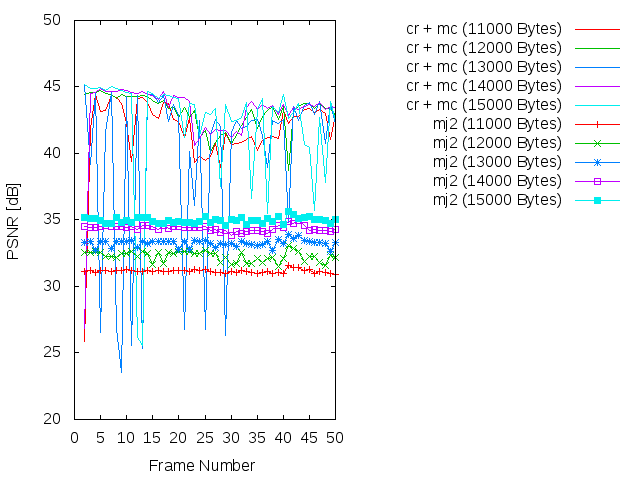 50
45
40
35
30
25
20
PSNR [dB]
0 5 10 15 20 25 30 35 40 45 50
Frame Number
cr + mc (11000 Bytes)
cr + mc (12000 Bytes)
cr + mc (13000 Bytes)
cr + mc (14000 Bytes)
cr + mc (15000 Bytes)
mj2 (11000 Bytes)
mj2 (12000 Bytes)
mj2 (13000 Bytes)
mj2 (14000 Bytes)
mj2 (15000 Bytes)